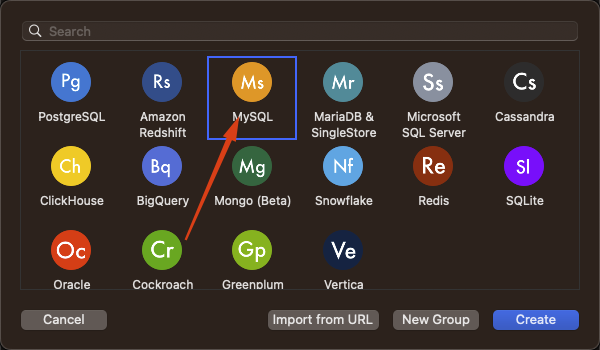 Search
Pg
Rs
Ms
Mr
Ss
Cs
PostgreSQL
Amazon
Redshift
MySQL
MariaDB &
SingleStore
Microsoft
SQL Server
Cassandra
Ch
Bq
Mg
Nf
Re
Sl
ClickHouse
BigQuery
Mongo (Beta)
Snowflake
Redis
SQLite
Oc
Cr
Gp
Ve
Oracle
Cockroach
Greenplum
Vertica
Cancel
Import from URL
New Group
Create